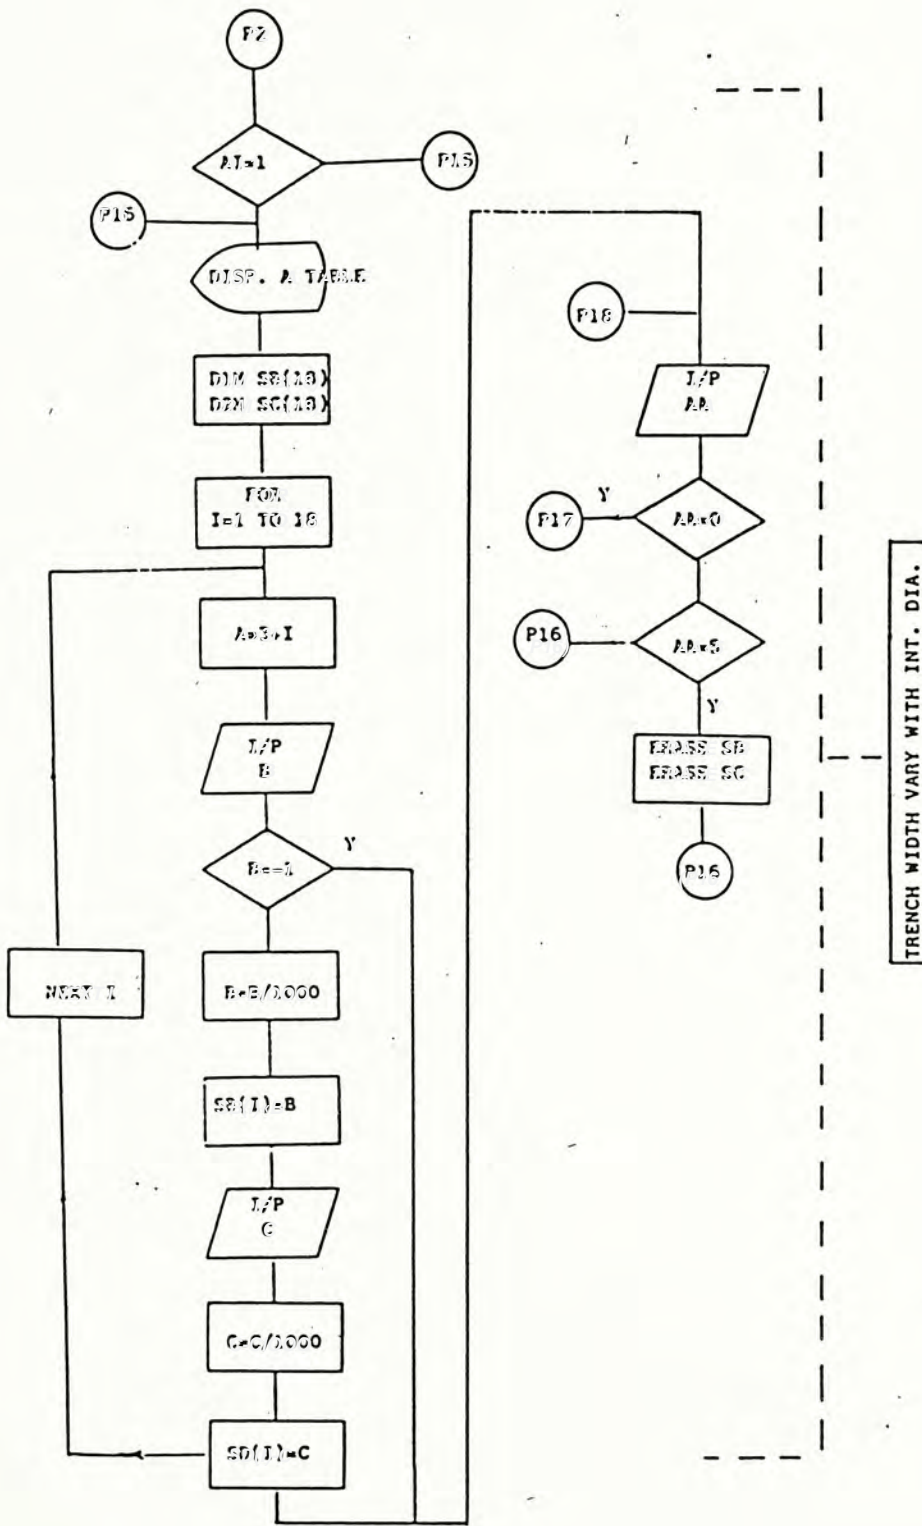 P2
AI=1
P15
P16
DISP. A TABLE
DIM SB(18)
DIM SC(18)
FOR
I=1 TO 18
A=3+I
I/P
B
B=-1
Y
B=B/1000
NEXT I
SB(I)=B
I/P
C
C=C/1000
SD(I)=C
P18
I/P
AA
AA=0
Y
P17
AA=S
P16
Y
ERASE SB
ERASE SC
P16
TRENCH WIDTH VARY WITH INT. DIA.